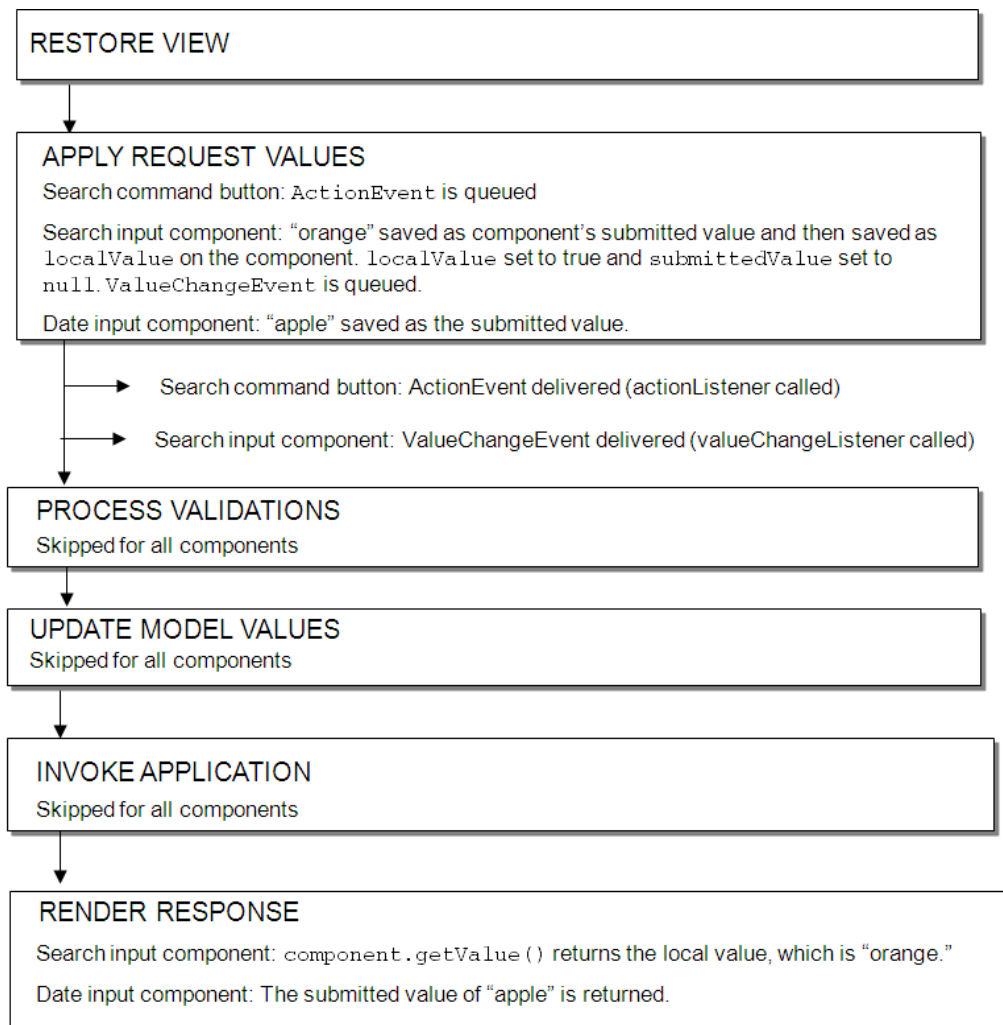 RESTORE VIEW
APPLY REQUEST VALUES
Search command button: ActionEvent is queued
Search input component: “orange” saved as component’s submitted value and then saved as
localValue on the component. localValue set to true and submittedValue set to
null. ValueChangeEvent is queued.
Date input component: “apple” saved as the submitted value.
Search command button: ActionEvent delivered (actionListener called)
Search input component: ValueChangeEvent delivered (valueChangeListener called)
PROCESS VALIDATIONS
Skipped for all components
UPDATE MODEL VALUES
Skipped for all components
INVOKE APPLICATION
Skipped for all components
RENDER RESPONSE
Search input component: component.getValue() returns the local value, which is “orange.”
Date input component: The submitted value of “apple” is returned.